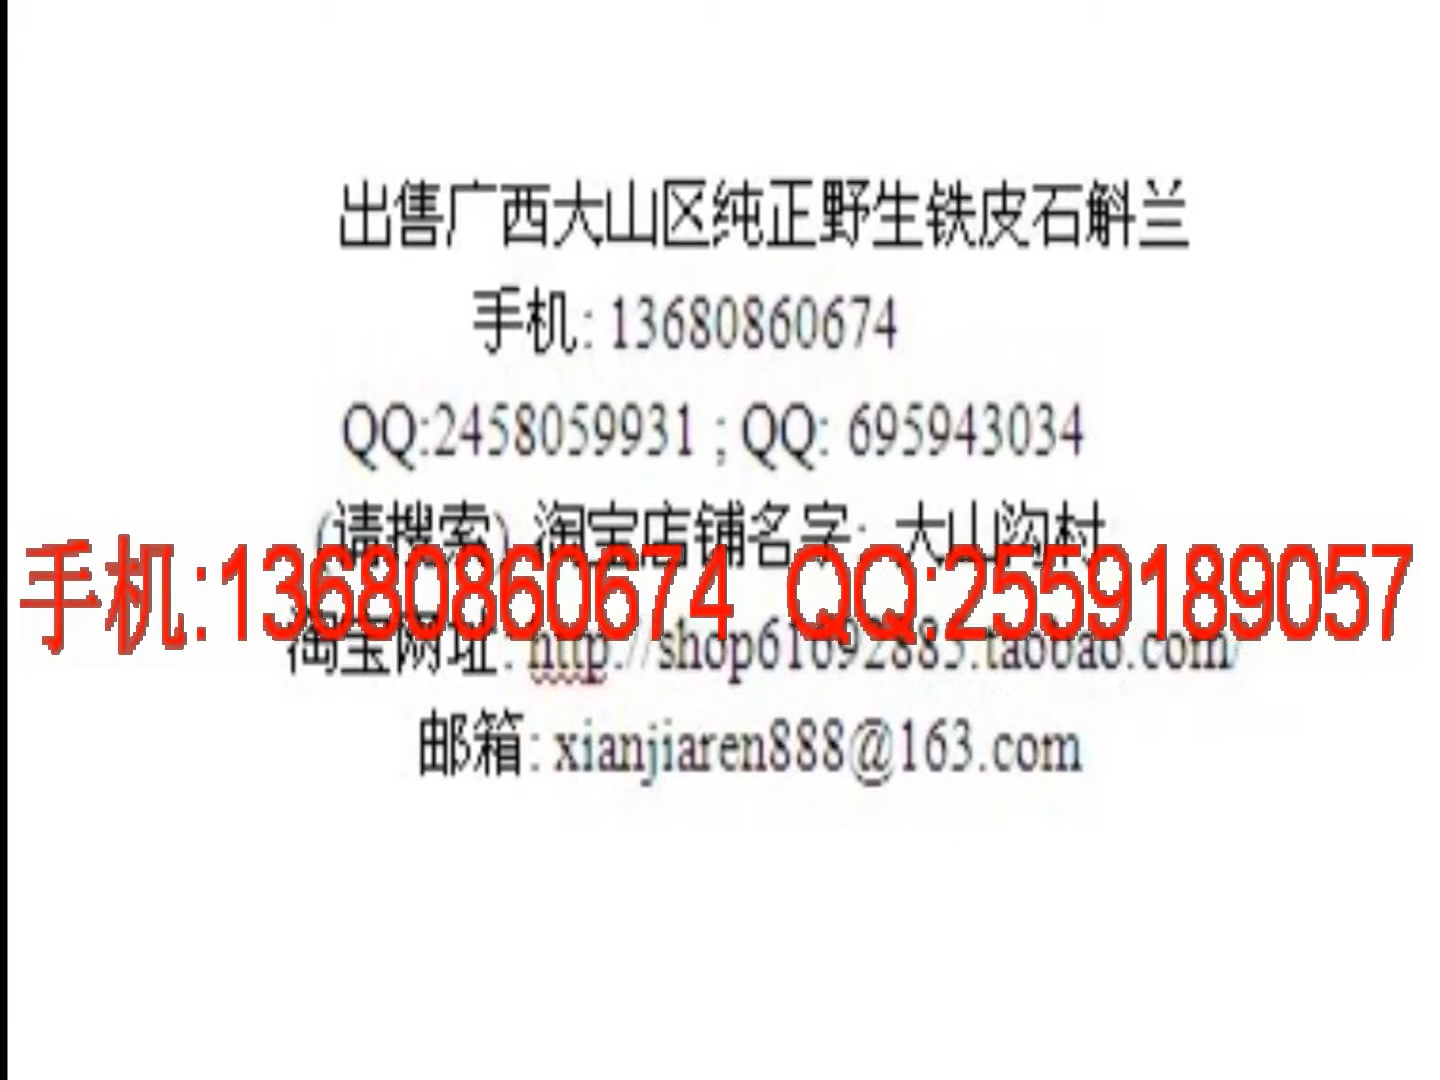 出售广西大山区纯正野生铁皮石斛兰
手机: 13680860674
QQ:2458059931 ; QQ: 695943034
(请搜索) 淘宝店铺名字: 大山沟村
手机:13680860674 QQ:2559189057
淘宝网址: http://shop61692885.taobao.com/
邮箱: xianjiaren888@163.com